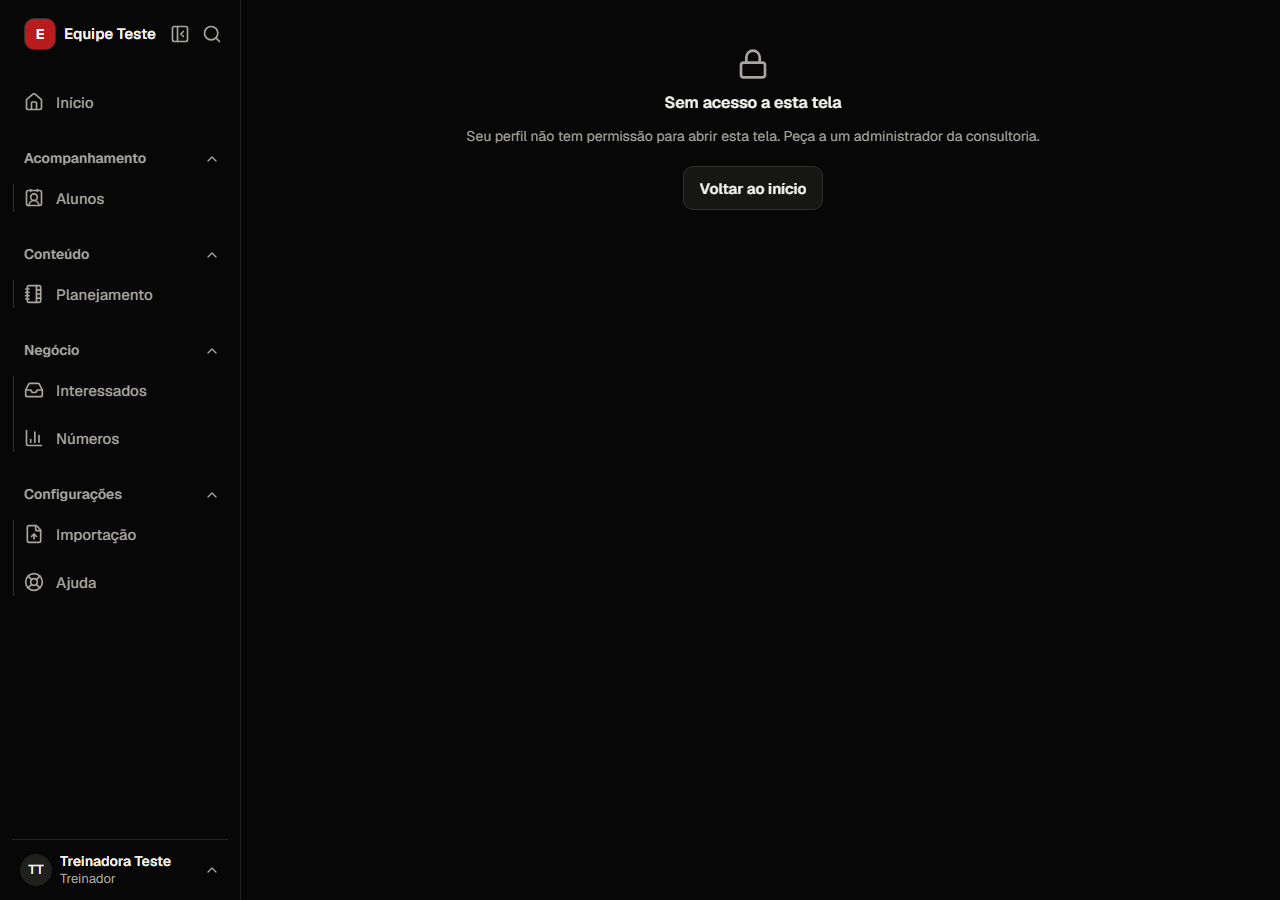 E
Equipe Teste
Início
Acompanhamento
Alunos
Conteúdo
Planejamento
Negócio
Interessados
Números
Configurações
Importação
Ajuda
TT
Treinadora Teste
Treinador
Sem acesso a esta tela
Seu perfil não tem permissão para abrir esta tela. Peça a um administrador da consultoria.
Voltar ao início